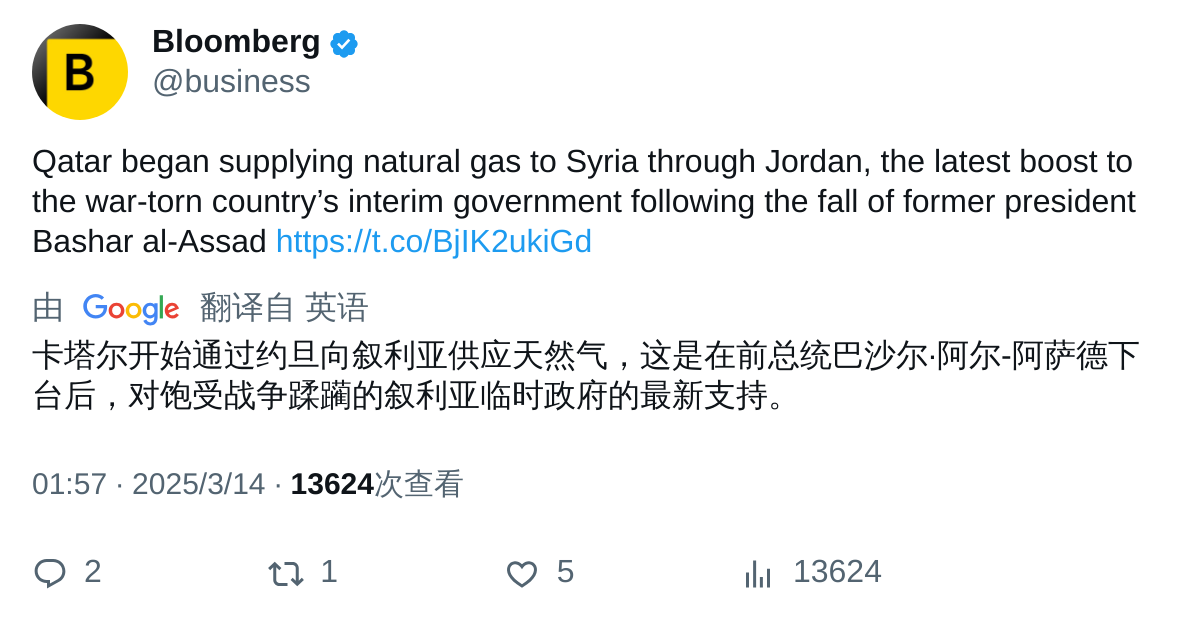 B
Bloomberg
@business
Qatar began supplying natural gas to Syria through Jordan, the latest boost to
the war-torn country’s interim government following the fall of former president
Bashar al-Assad https://t.co/BjIK2ukiGd
由 Google 翻译自 英语
卡塔尔开始通过约旦向叙利亚供应天然气，这是在前总统巴沙尔·阿尔-阿萨德下
台后，对饱受战争蹂躏的叙利亚临时政府的最新支持。
01:57 · 2025/3/14 · 13624次查看
2 1 5 13624